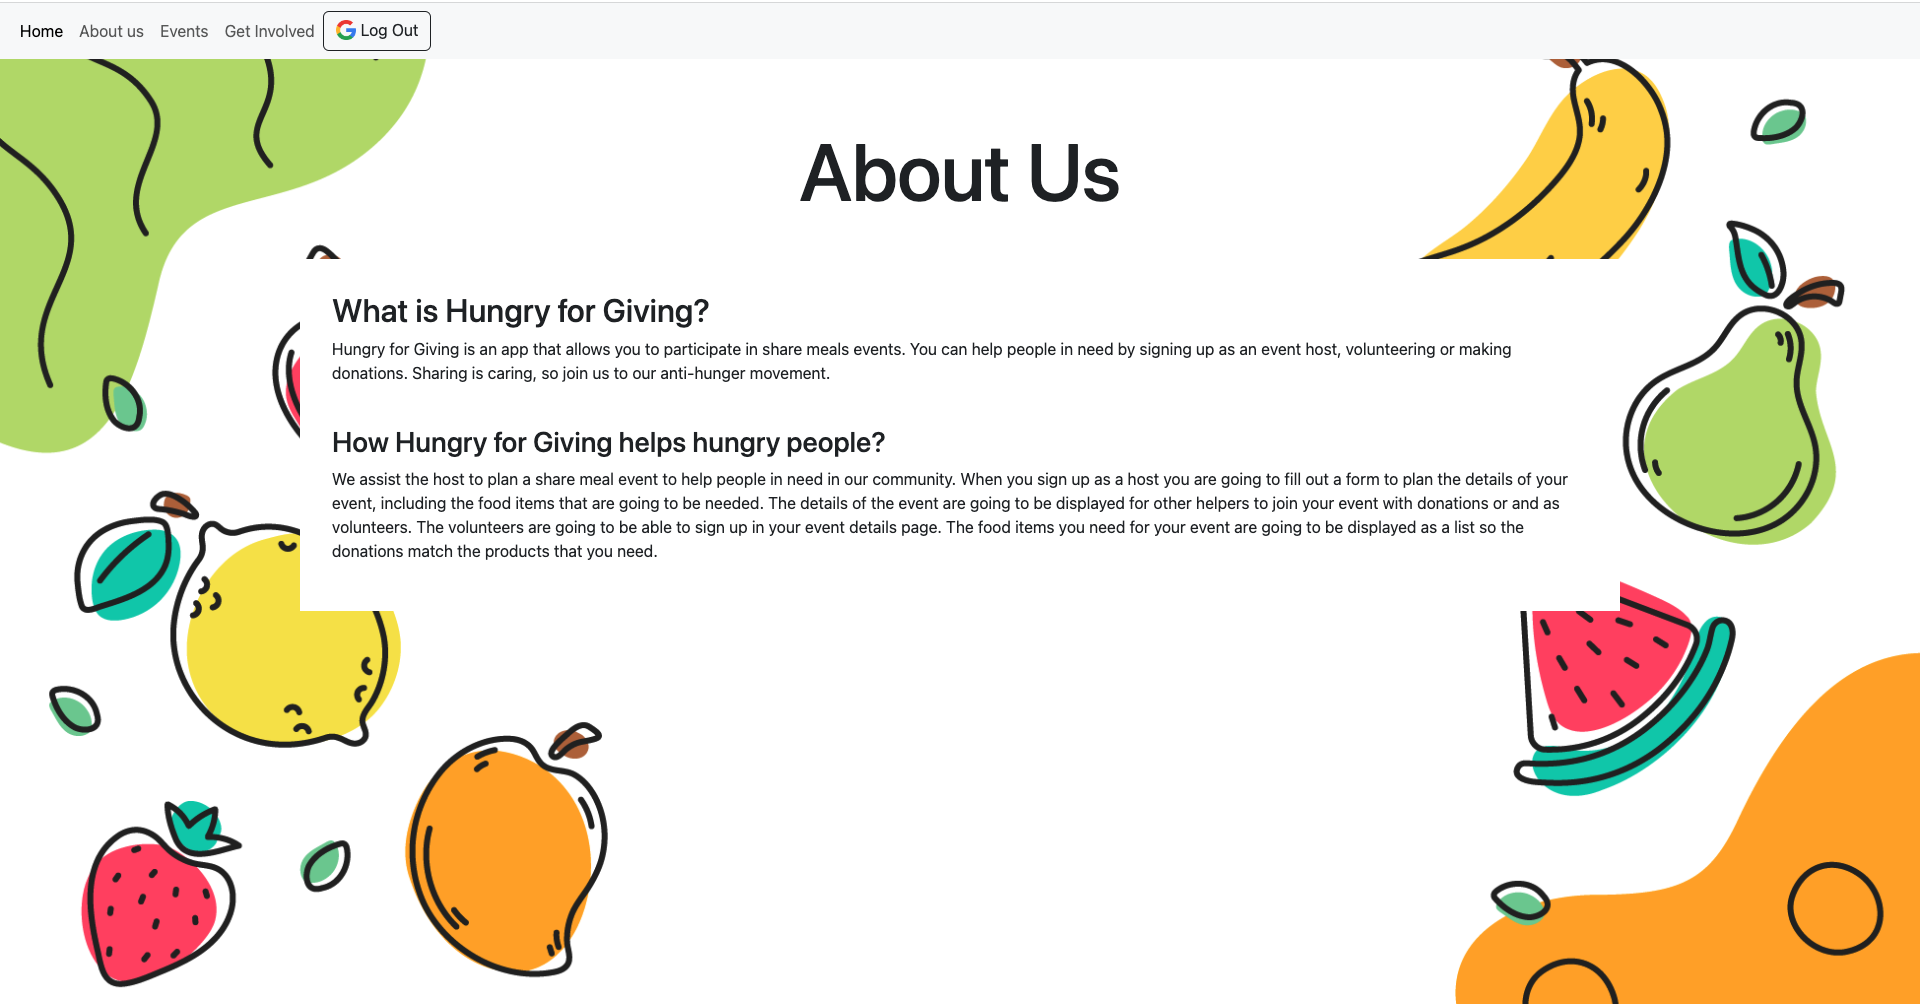 Home About us Events Get Involved Log Out
About Us
What is Hungry for Giving?
Hungry for Giving is an app that allows you to participate in share meals events. You can help people in need by signing up as an event host, volunteering or making
donations. Sharing is caring, so join us to our anti-hunger movement.
How Hungry for Giving helps hungry people?
We assist the host to plan a share meal event to help people in need in our community. When you sign up as a host you are going to fill out a form to plan the details of your
event, including the food items that are going to be needed. The details of the event are going to be displayed for other helpers to join your event with donations or and as
volunteers. The volunteers are going to be able to sign up in your event details page. The food items you need for your event are going to be displayed as a list so the
donations match the products that you need.